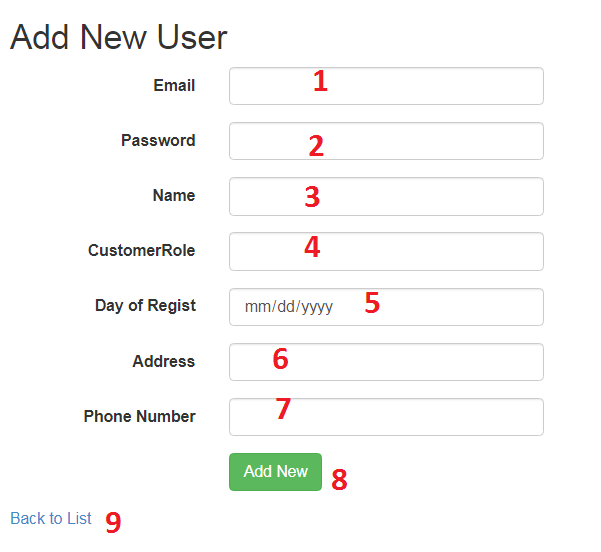 Add New User
Email 1
Password 2
Name 3
CustomerRole 4
Day of Regist mm/dd/yyyy 5
Address 6
Phone Number 7
Add New 8
Back to List 9